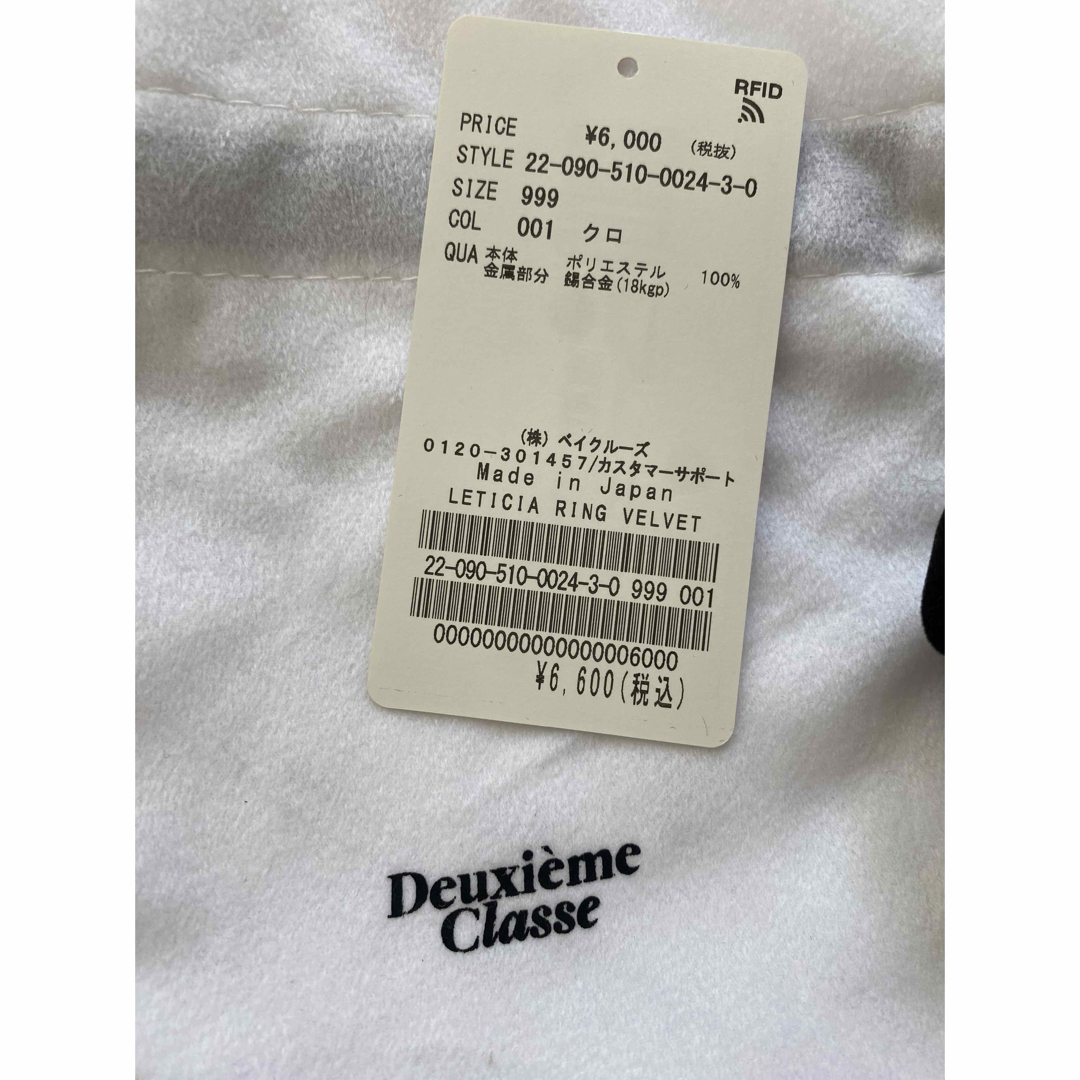 RFID
PRICE ¥6,000 (税抜)
STYLE 22-090-510-0024-3-0
SIZE 999
COL 001 クロ
QUA 本体 ポリエステル 100%
金属部分 錫合金(18kgp)
(株) ベイクルーズ
0120-301457/カスタマーサポート
Made in Japan
LETICIA RING VELVET
22-090-510-0024-3-0 999 001
00000000000000006000
¥6,600(税込)
Deuxième
Classe